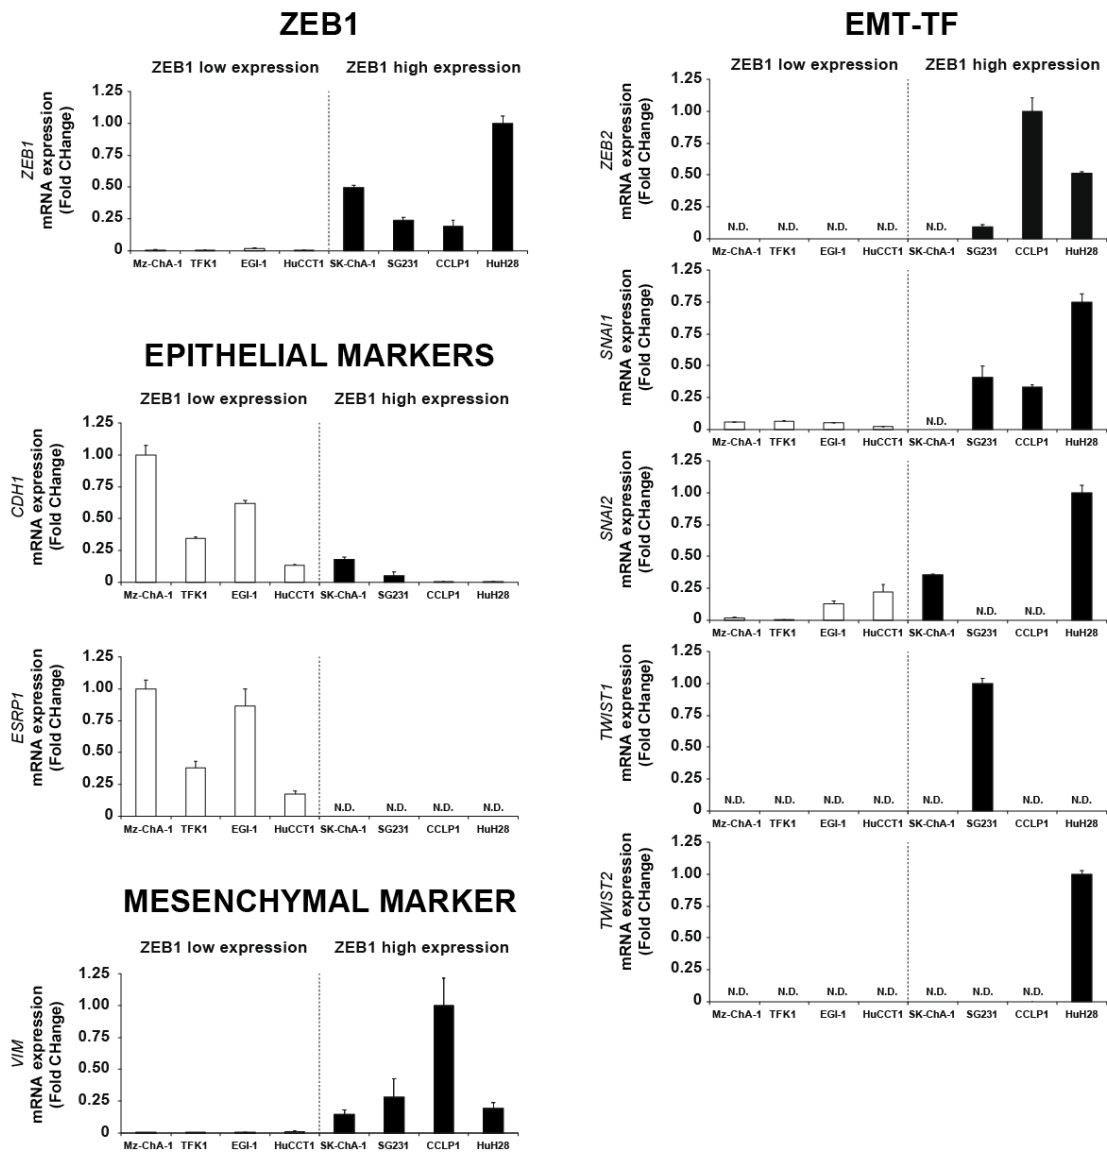 ZEB1
ZEB1 low expression ZEB1 high expression
ZEB1
mRNA expression
(Fold CHange)
1.25
1.00
0.75
0.50
0.25
0
Mz-ChA-1 TFK1 EGI-1 HuCCT1 SK-ChA-1 SG231 CCLP1 HuH28
EPITHELIAL MARKERS
ZEB1 low expression ZEB1 high expression
CDH1
mRNA expression
(Fold CHange)
1.25
1.00
0.75
0.50
0.25
0
Mz-ChA-1 TFK1 EGI-1 HuCCT1 SK-ChA-1 SG231 CCLP1 HuH28
ESRP1
mRNA expression
(Fold CHange)
1.25
1.00
0.75
0.50
0.25
0
N.D. N.D. N.D. N.D.
Mz-ChA-1 TFK1 EGI-1 HuCCT1 SK-ChA-1 SG231 CCLP1 HuH28
MESENCHYMAL MARKER
ZEB1 low expression ZEB1 high expression
VIM
mRNA expression
(Fold CHange)
1.25
1.00
0.75
0.50
0.25
0
Mz-ChA-1 TFK1 EGI-1 HuCCT1 SK-ChA-1 SG231 CCLP1 HuH28
EMT-TF
ZEB1 low expression ZEB1 high expression
ZEB2
mRNA expression
(Fold CHange)
1.25
1.00
0.75
0.50
0.25
0
N.D. N.D. N.D. N.D. N.D.
Mz-ChA-1 TFK1 EGI-1 HuCCT1 SK-ChA-1 SG231 CCLP1 HuH28
SNAI1
mRNA expression
(Fold CHange)
1.25
1.00
0.75
0.50
0.25
0
N.D.
Mz-ChA-1 TFK1 EGI-1 HuCCT1 SK-ChA-1 SG231 CCLP1 HuH28
SNAI2
mRNA expression
(Fold CHange)
1.25
1.00
0.75
0.50
0.25
0
N.D. N.D.
Mz-ChA-1 TFK1 EGI-1 HuCCT1 SK-ChA-1 SG231 CCLP1 HuH28
TWIST1
mRNA expression
(Fold CHange)
1.25
1.00
0.75
0.50
0.25
0
N.D. N.D. N.D. N.D. N.D. N.D. N.D.
Mz-ChA-1 TFK1 EGI-1 HuCCT1 SK-ChA-1 SG231 CCLP1 HuH28
TWIST2
mRNA expression
(Fold CHange)
1.25
1.00
0.75
0.50
0.25
0
N.D. N.D. N.D. N.D. N.D. N.D. N.D.
Mz-ChA-1 TFK1 EGI-1 HuCCT1 SK-ChA-1 SG231 CCLP1 HuH28